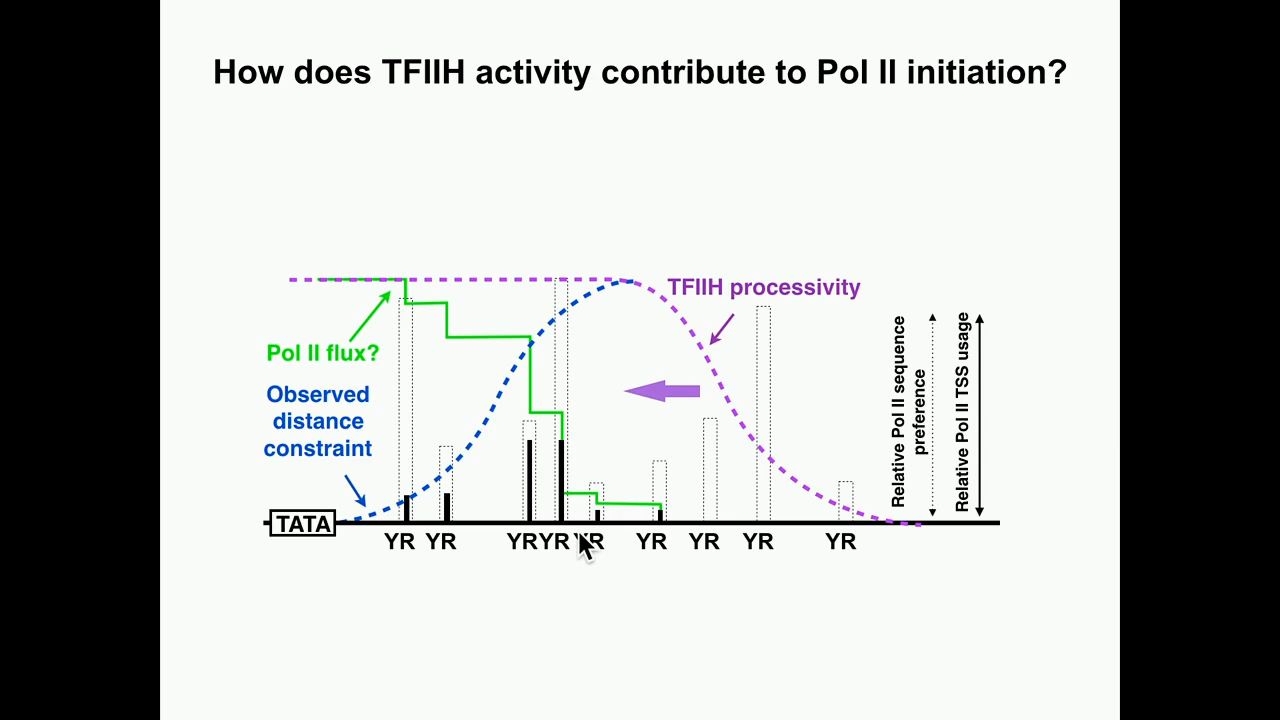 How does TFIIH activity contribute to Pol II initiation?
TFIIH processivity
Pol II flux?
Observed
distance
constraint
Relative Pol II sequence
preference
Relative Pol II TSS usage
TATA
YR YR YR YR YR YR YR YR YR